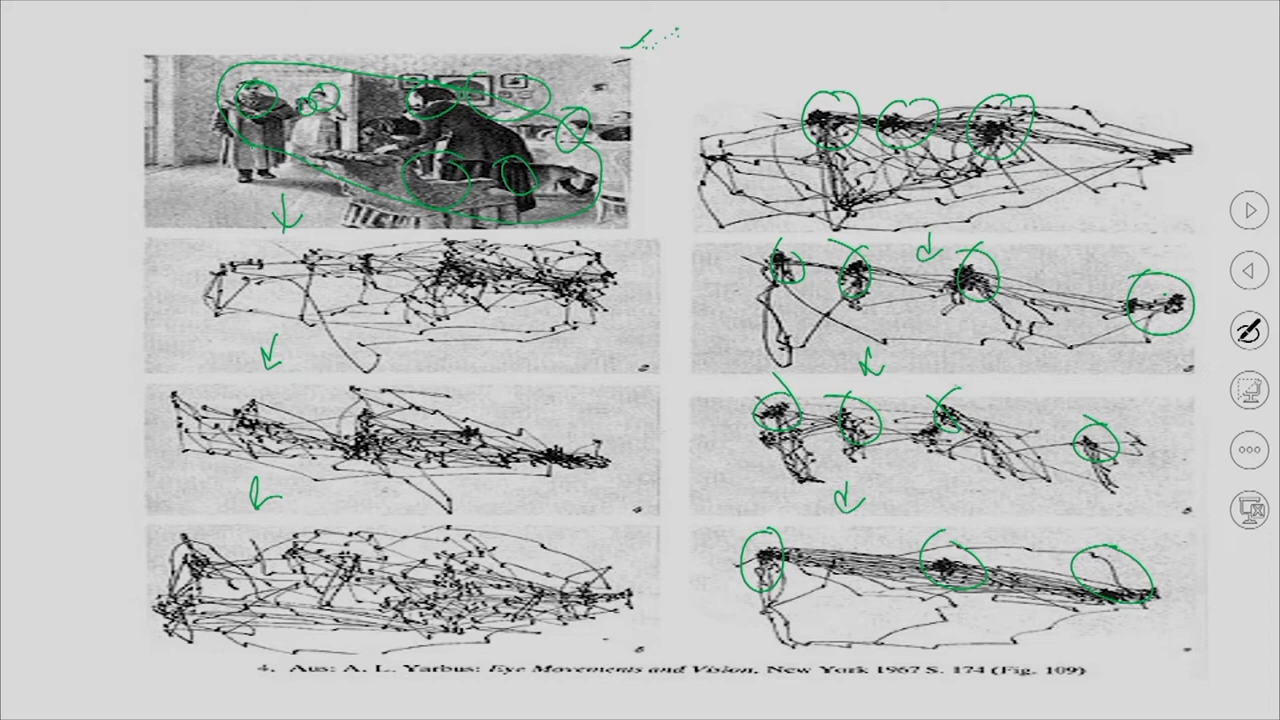 4. Aus: A. L. Yarbus: Eye Movements and Vision, New York 1967 S. 174 (Fig. 109)